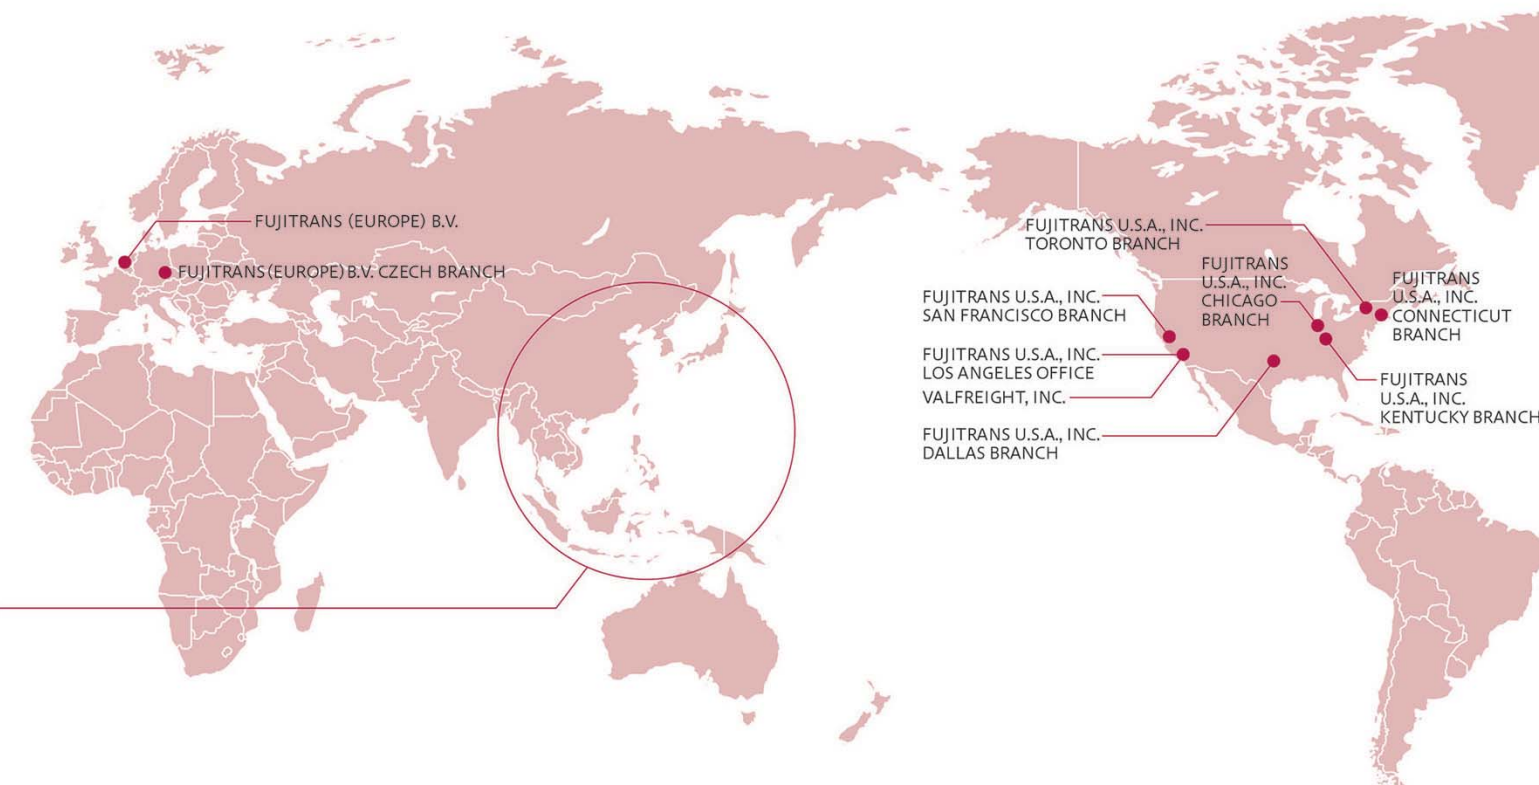 FUJITRANS (EUROPE) B.V.
FUJITRANS (EUROPE) B.V. CZECH BRANCH
FUJITRANS U.S.A., INC.
TORONTO BRANCH
FUJITRANS
U.S.A., INC.
CHICAGO
BRANCH
FUJITRANS
U.S.A., INC.
CONNECTICUT
BRANCH
FUJITRANS U.S.A., INC.
SAN FRANCISCO BRANCH
FUJITRANS U.S.A., INC.
LOS ANGELES OFFICE
VALFREIGHT, INC.
FUJITRANS
U.S.A., INC.
KENTUCKY BRANCH
FUJITRANS U.S.A., INC.
DALLAS BRANCH